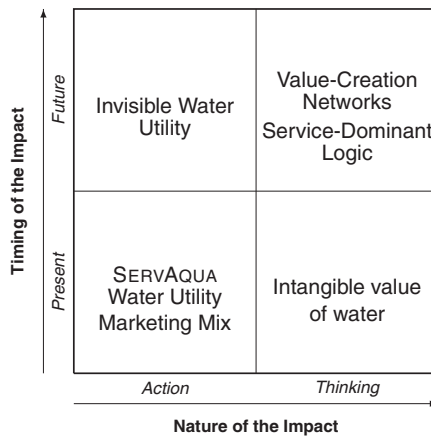 Timing of the Impact
Future
Present
Invisible Water
Utility
Value-Creation
Networks
Service-Dominant
Logic
SERVAQUA
Water Utility
Marketing Mix
Intangible value
of water
Action
Thinking
Nature of the Impact